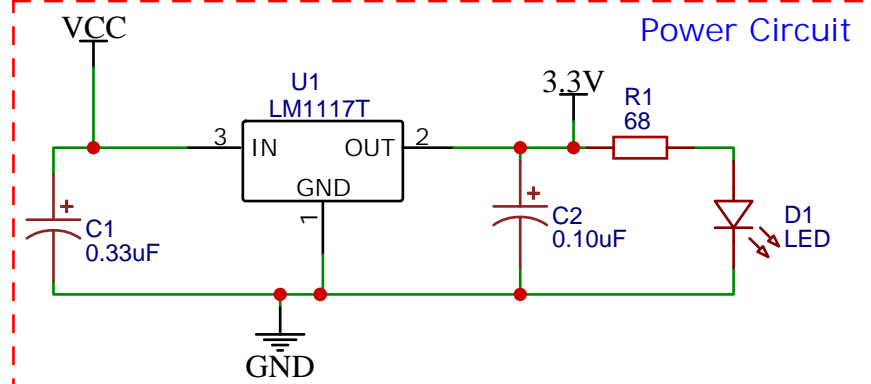 Power Circuit
VCC
U1
LM1117T
3.3V
R1
68
3
IN
OUT
2
GND
1
C1
0.33uF
C2
0.10uF
D1
LED
GND